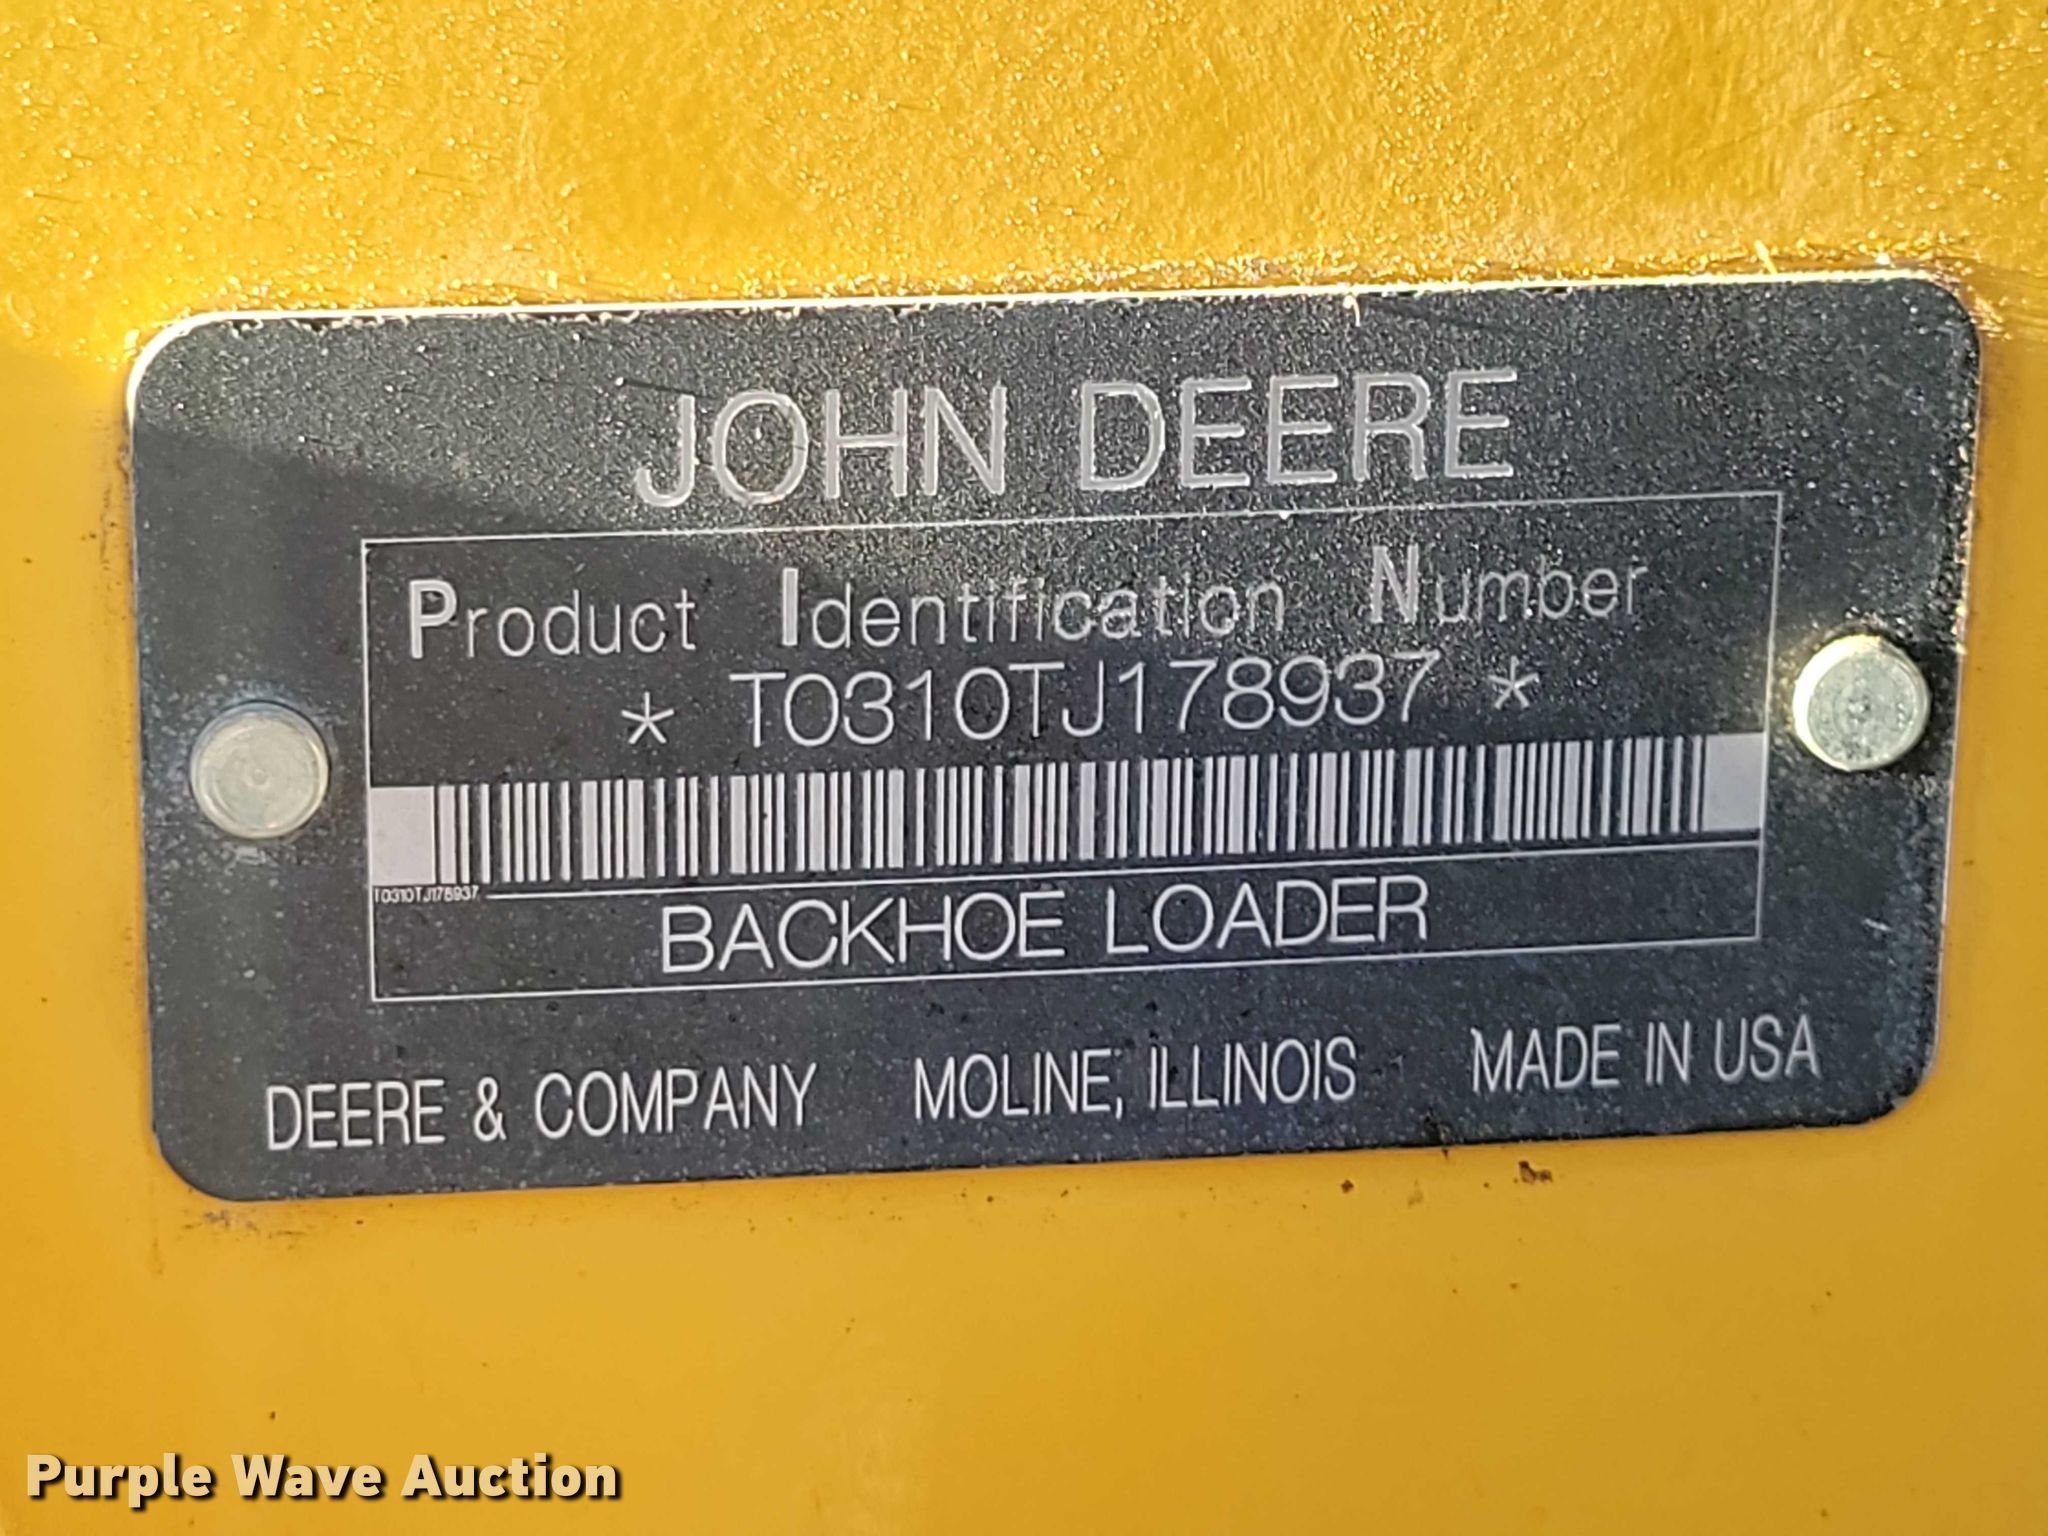 JOHN DEERE
Product Identification Number
* T0310TJ178937 *
T0310TJ178937
BACKHOE LOADER
DEERE & COMPANY MOLINE, ILLINOIS MADE IN USA
Purple Wave Auction